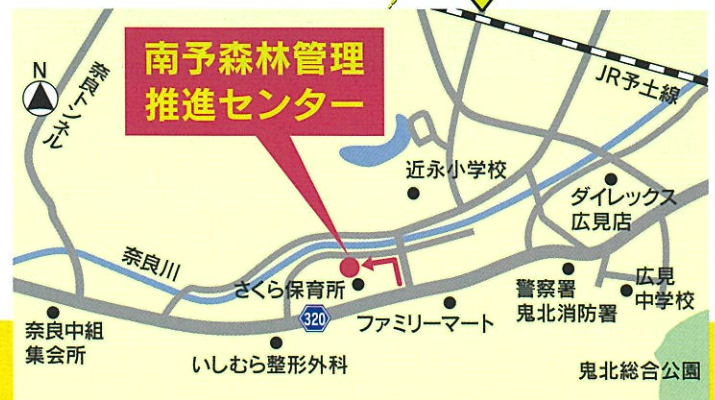 南予森林管理
推進センター
N
奈良トンネル
JR予土線
近永小学校
ダイレックス
広見店
奈良川
さくら保育所
320
ファミリーマート
警察署
鬼北消防署
広見
中学校
奈良中組
集会所
いしむら整形外科
鬼北総合公園